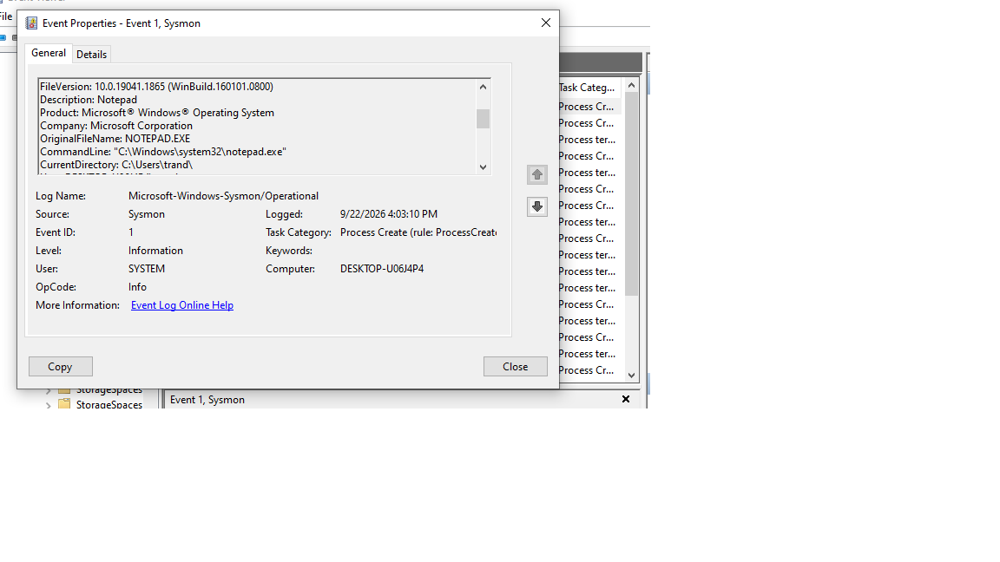 File
Event Properties - Event 1, Sysmon
General
Details
FileVersion: 10.0.19041.1865 (WinBuild.160101.0800)
Description: Notepad
Product: Microsoft® Windows® Operating System
Company: Microsoft Corporation
OriginalFileName: NOTEPAD.EXE
CommandLine: "C:\Windows\system32\notepad.exe"
CurrentDirectory: C:\Users\trand\
Log Name: Microsoft-Windows-Sysmon/Operational
Source: Sysmon Logged: 9/22/2026 4:03:10 PM
Event ID: 1 Task Category: Process Create (rule: ProcessCreate
Level: Information Keywords:
User: SYSTEM Computer: DESKTOP-U06J4P4
OpCode: Info
More Information: Event Log Online Help
Copy
Close
Task Categ...
Process Cr...
Process Cr...
Process ter...
Process Cr...
Process ter...
Process Cr...
Process Cr...
Process ter...
Process Cr...
Process ter...
Process ter...
Process ter...
Process Cr...
Process ter...
Process Cr...
Process ter...
Process Cr...
StorageSpaces
StorageSpaces
Event 1, Sysmon